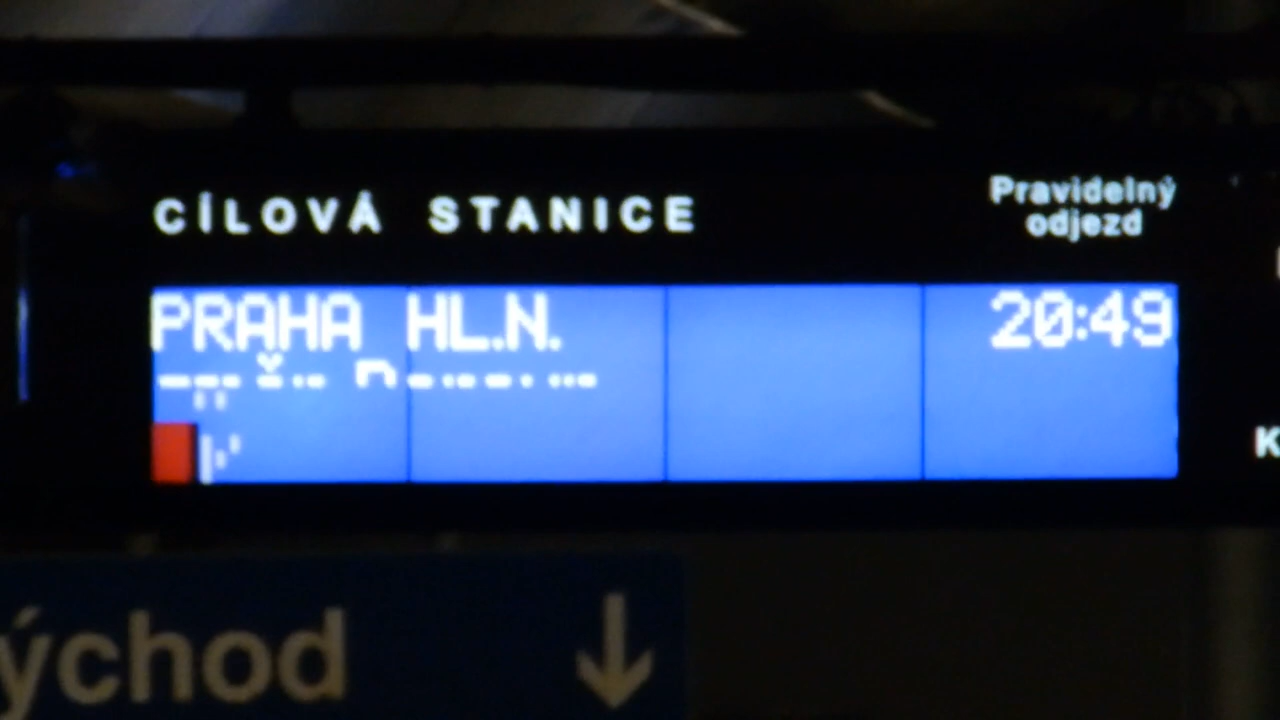 CÍLOVÁ STANICE
Pravidelný
odjezd
PRAHA HL.N.
20:49
ýchod
↓
K